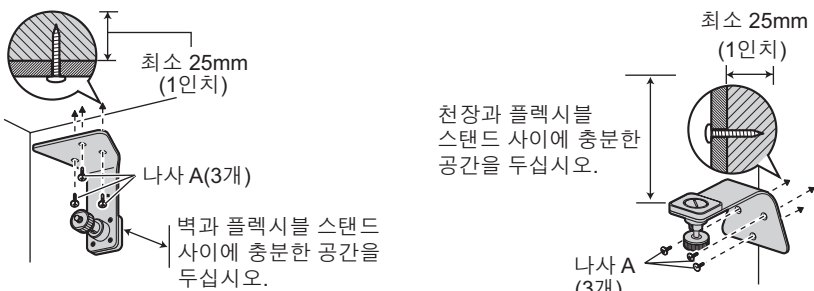 최소 25mm
(1인치)
나사 A(3개)
벽과 플렉시블 스탠드
사이에 충분한 공간을
두십시오.
최소 25mm
(1인치)
천장과 플렉시블
스탠드 사이에 충분한
공간을 두십시오.
나사 A
(3개)